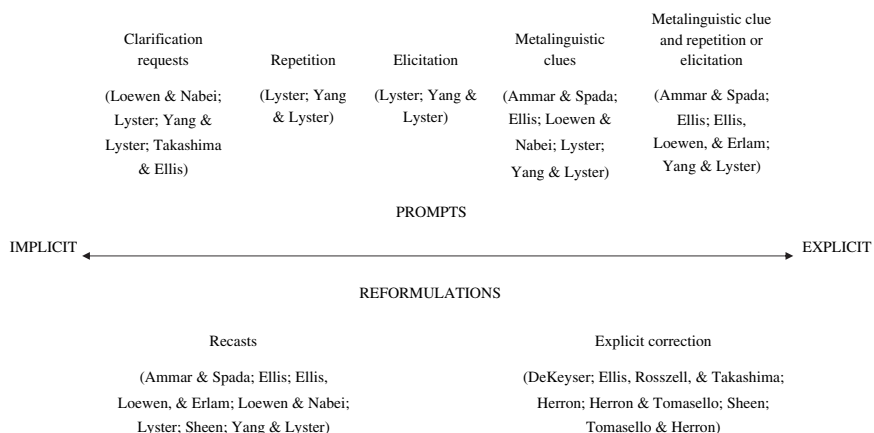 Clarification
requests
(Loewen & Nabei;
Lyster; Yang &
Lyster; Takashima
& Ellis)
Repetition
(Lyster; Yang
& Lyster)
Elicitation
(Lyster; Yang &
Lyster)
Metalinguistic
clues
(Ammar & Spada;
Ellis; Loewen &
Nabei; Lyster;
Yang & Lyster)
Metalinguistic clue
and repetition or
elicitation
(Ammar & Spada;
Ellis; Ellis,
Loewen, & Erlam;
Yang & Lyster)
PROMPTS
IMPLICIT
EXPLICIT
REFORMULATIONS
Recasts
(Ammar & Spada; Ellis; Ellis,
Loewen, & Erlam; Loewen & Nabei;
Lyster; Sheen; Yang & Lyster)
Explicit correction
(DeKeyser; Ellis, Rosszell, & Takashima;
Herron; Herron & Tomasello; Sheen;
Tomasello & Herron)